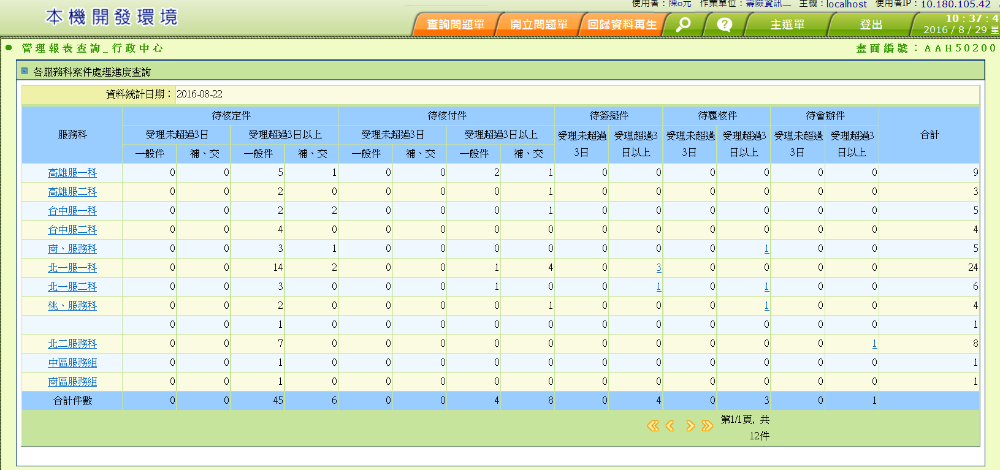 使用者：陳o元 作業單位：壽險資訊二 主機：localhost 使用者IP：10.180.105.42
本機開發環境
查詢問題單 開立問題單 回歸資料再生 主選單 登出
10 : 37 : 4
2016 / 8 / 29 星
管理報表查詢_行政中心 畫面編號：AAH50200
各服務科案件處理進度查詢
資料統計日期：2016-08-22
服務科 待核定件 待核付件 待簽擬件 待覆核件 待會辦件 合計
受理未超過3日 受理超過3日以上 受理未超過3日 受理超過3日以上 受理未超過3日 受理超過3日以上 受理未超過3日 受理超過3日以上 受理未超過3日 受理超過3日以上
一般件 補、交 一般件 補、交 一般件 補、交 一般件 補、交
高雄服一科 0 0 5 1 0 0 2 1 0 0 0 0 0 0 9
高雄服二科 0 0 2 0 0 0 0 1 0 0 0 0 0 0 3
台中服一科 0 0 2 2 0 0 0 1 0 0 0 0 0 0 5
台中服二科 0 0 4 0 0 0 0 0 0 0 0 0 0 0 4
南、服務科 0 0 3 1 0 0 0 0 0 0 0 1 0 0 5
北一服一科 0 0 14 2 0 0 1 4 0 3 0 0 0 0 24
北一服二科 0 0 3 0 0 0 1 0 0 1 0 1 0 0 6
桃、服務科 0 0 2 0 0 0 0 1 0 0 0 1 0 0 4
0 0 1 0 0 0 0 0 0 0 0 0 0 0 1
北二服務科 0 0 7 0 0 0 0 0 0 0 0 0 0 1 8
中區服務組 0 0 1 0 0 0 0 0 0 0 0 0 0 0 1
南區服務組 0 0 1 0 0 0 0 0 0 0 0 0 0 0 1
合計件數 0 0 45 6 0 0 4 8 0 4 0 3 0 1
第1/1頁, 共
12件